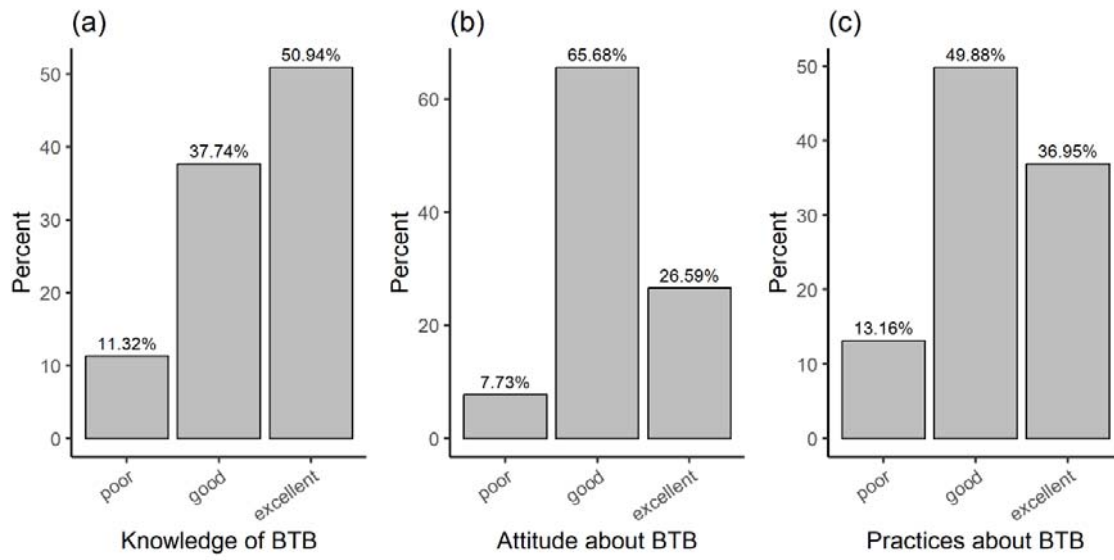 (a)
50.94%
37.74%
11.32%
50
40
30
20
10
0
Percent
poor
good
excellent
Knowledge of BTB
(b)
65.68%
26.59%
7.73%
60
40
20
0
Percent
poor
good
excellent
Attitude about BTB
(c)
49.88%
36.95%
13.16%
50
40
30
20
10
0
Percent
poor
good
excellent
Practices about BTB